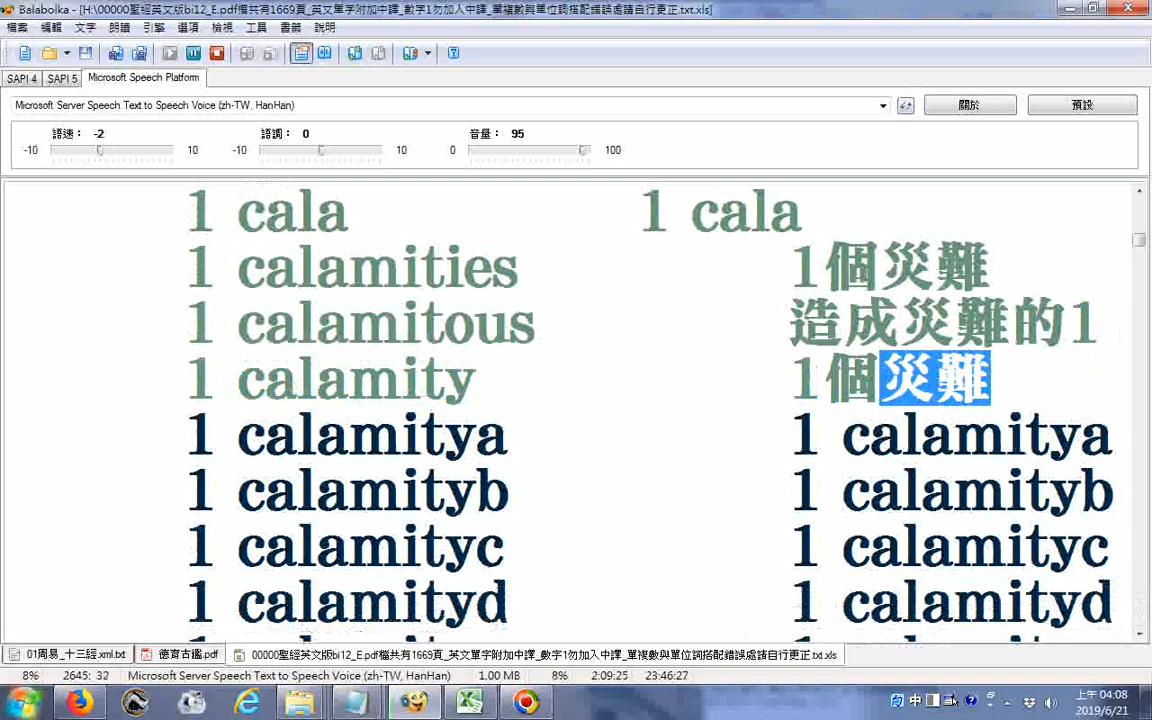 Balabolka - [H:\00000聖經英文版bi12_E.pdf檔共有1669頁_英文單字附加中譯_數字1勿加入中譯_單複數與單位詞搭配錯誤處請自行更正.txt.xls]
檔案 編輯 文字 朗讀 引擎 選項 檢視 工具 書籤 說明
SAPI 4 SAPI 5 Microsoft Speech Platform
Microsoft Server Speech Text to Speech Voice (zh-TW, HanHan) 關於 預設
語速： -2 語調： 0 音量： 95
-10 10 -10 10 0 100
1 cala 1 cala
1 calamities 1個災難
1 calamitous 造成災難的1
1 calamity 1個災難
1 calamitya 1 calamitya
1 calamityb 1 calamityb
1 calamityc 1 calamityc
1 calamityd 1 calamityd
01周易_十三經.xml.txt 德育古鑑.pdf 00000聖經英文版bi12_E.pdf檔共有1669頁_英文單字附加中譯_數字1勿加入中譯_單複數與單位詞搭配錯誤處請自行更正.txt.xls
8% 2645: 32 Microsoft Server Speech Text to Speech Voice (zh-TW, HanHan) 1.00 MB 8% 2:09:25 23:46:27
中 上午 04:08
2019/6/21